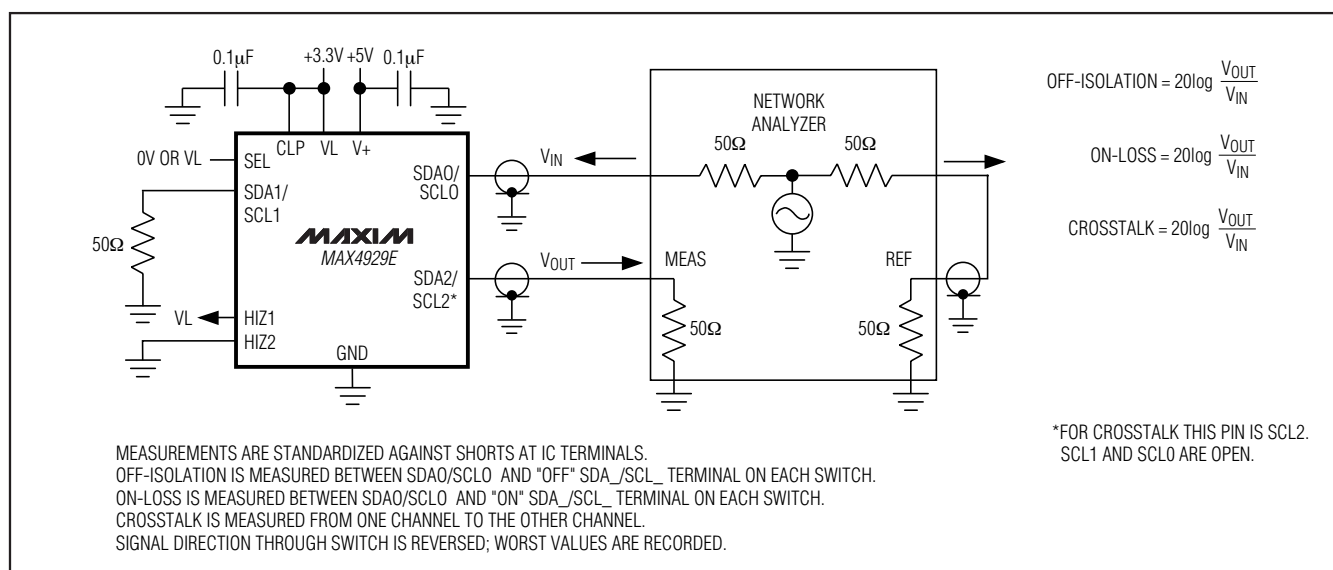 0.1µF
+3.3V +5V
0.1µF
CLP VL V+
0V OR VL
SEL
SDA1/
SCL1
50Ω
MAXIM
MAX4929E
SDA0/
SCL0
SDA2/
SCL2*
VL
HIZ1
HIZ2
GND
VIN
VOUT
NETWORK
ANALYZER
50Ω
50Ω
MEAS
REF
50Ω
50Ω
OFF-ISOLATION = 20log VOUT
VIN
ON-LOSS = 20log VOUT
VIN
CROSSTALK = 20log VOUT
VIN
*FOR CROSSTALK THIS PIN IS SCL2.
SCL1 AND SCL0 ARE OPEN.
MEASUREMENTS ARE STANDARDIZED AGAINST SHORTS AT IC TERMINALS.
OFF-ISOLATION IS MEASURED BETWEEN SDA0/SCL0 AND "OFF" SDA_/SCL_ TERMINAL ON EACH SWITCH.
ON-LOSS IS MEASURED BETWEEN SDA0/SCL0 AND "ON" SDA_/SCL_ TERMINAL ON EACH SWITCH.
CROSSTALK IS MEASURED FROM ONE CHANNEL TO THE OTHER CHANNEL.
SIGNAL DIRECTION THROUGH SWITCH IS REVERSED; WORST VALUES ARE RECORDED.